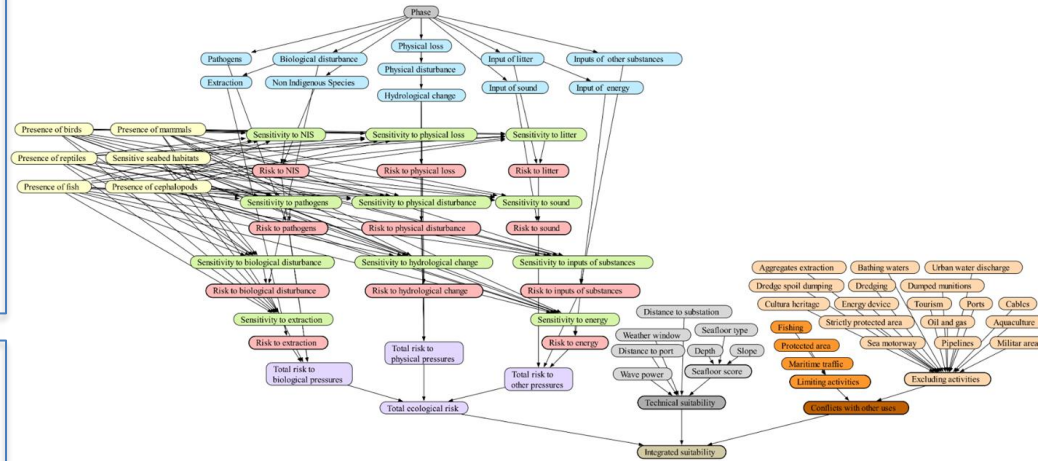 Phase
Physical loss
Pathogens
Biological disturbance
Input of litter
Inputs of other substances
Physical disturbance
Extraction
Non Indigenous Species
Input of sound
Input of energy
Hydrological change
Presence of birds
Presence of mammals
Sensitivity to NIS
Sensitivity to physical loss
Sensitivity to litter
Presence of reptiles
Sensitive seabed habitats
Risk to NIS
Risk to physical loss
Risk to litter
Presence of fish
Presence of cephalopods
Sensitivity to pathogens
Sensitivity to physical disturbance
Sensitivity to sound
Risk to pathogens
Risk to physical disturbance
Risk to sound
Sensitivity to biological disturbance
Sensitivity to hydrological change
Sensitivity to inputs of substances
Risk to biological disturbance
Risk to hydrological change
Risk to inputs of substances
Sensitivity to extraction
Sensitivity to energy
Risk to extraction
Risk to energy
Total risk to
biological pressures
Total risk to
physical pressures
Total risk to
other pressures
Total ecological risk
Distance to substation
Weather window
Seafloor type
Distance to port
Depth
Slope
Wave power
Seafloor score
Technical suitability
Aggregates extraction
Bathing waters
Urban water discharge
Dredge spoil dumping
Dredging
Dumped munitions
Cultura heritage
Energy device
Tourism
Ports
Cables
Strictly protected area
Oil and gas
Aquaculture
Sea motorway
Pipelines
Militar area
Fishing
Protected area
Maritime traffic
Limiting activities
Excluding activities
Conflicts with other uses
Integrated suitability